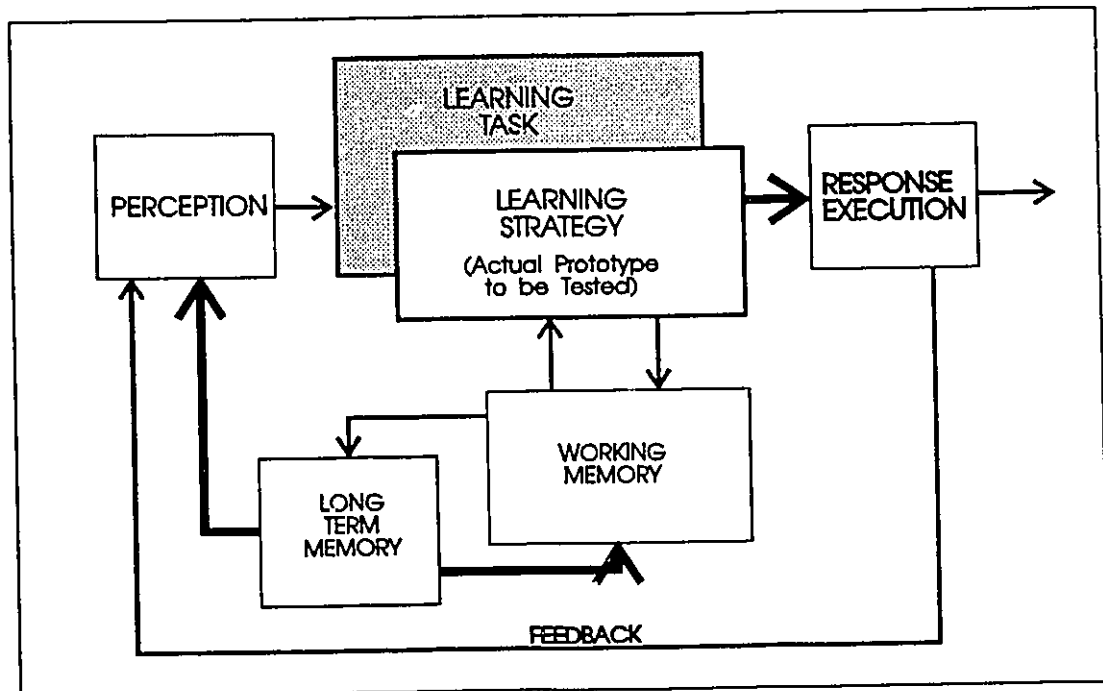 LEARNING
TASK
PERCEPTION
LEARNING
STRATEGY
(Actual Prototype
to be Tested)
RESPONSE
EXECUTION
WORKING
MEMORY
LONG
TERM
MEMORY
FEEDBACK